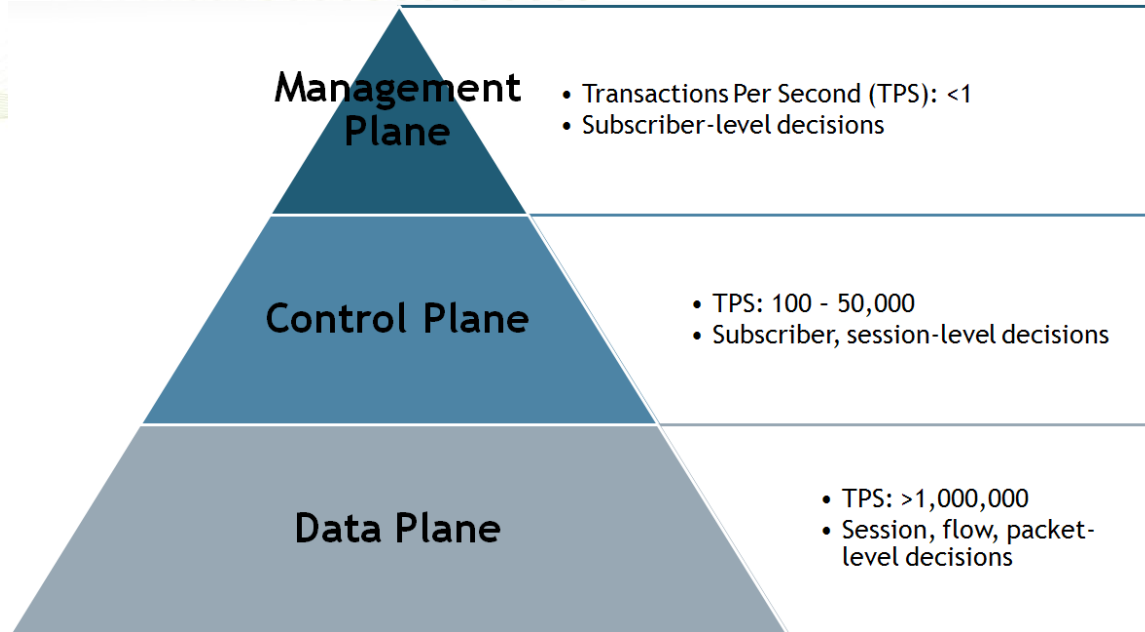 Management
Plane
• Transactions Per Second (TPS): <1
• Subscriber-level decisions
Control Plane
• TPS: 100 – 50,000
• Subscriber, session-level decisions
Data Plane
• TPS: >1,000,000
• Session, flow, packet-
level decisions